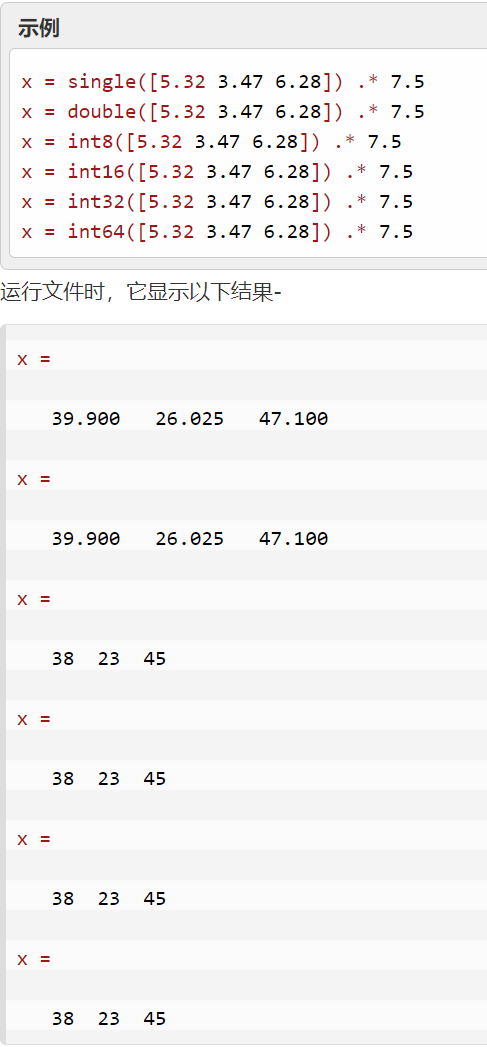 示例
x = single([5.32 3.47 6.28]) .* 7.5
x = double([5.32 3.47 6.28]) .* 7.5
x = int8([5.32 3.47 6.28]) .* 7.5
x = int16([5.32 3.47 6.28]) .* 7.5
x = int32([5.32 3.47 6.28]) .* 7.5
x = int64([5.32 3.47 6.28]) .* 7.5
运行文件时，它显示以下结果-
x =
39.900 26.025 47.100
x =
39.900 26.025 47.100
x =
38 23 45
x =
38 23 45
x =
38 23 45
x =
38 23 45